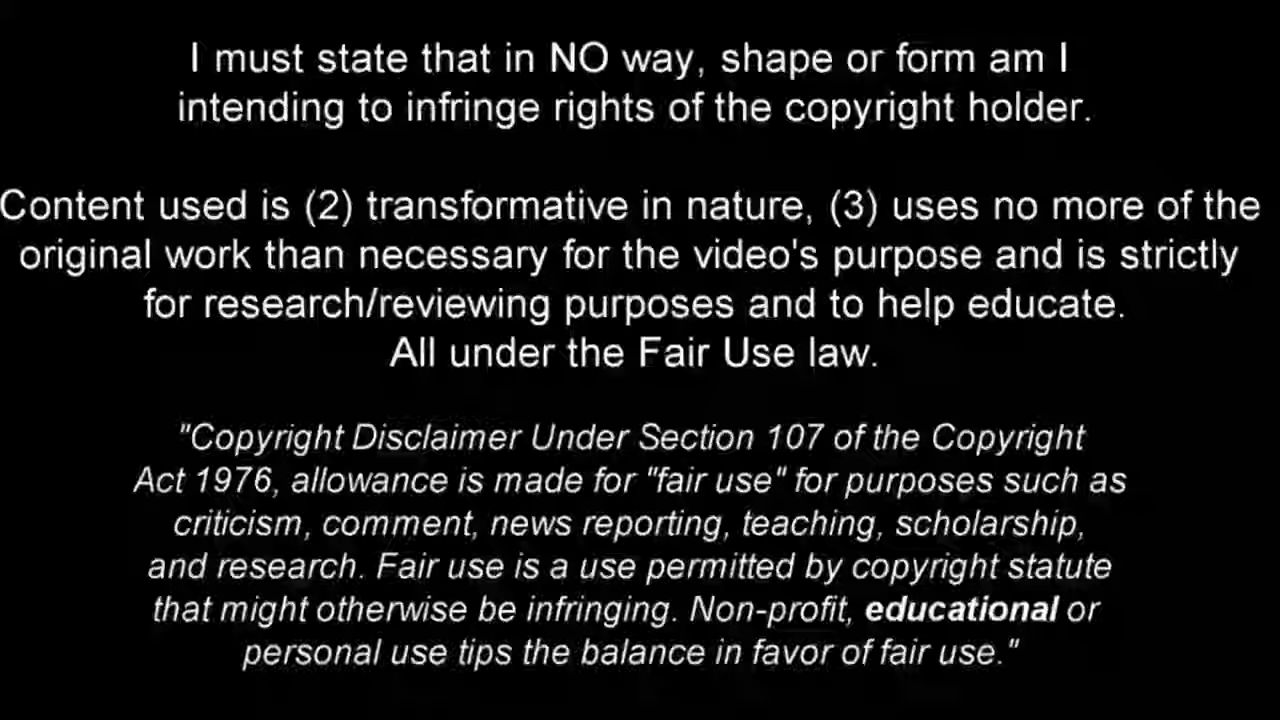 I must state that in NO way, shape or form am I
intending to infringe rights of the copyright holder.
Content used is (2) transformative in nature, (3) uses no more of the
original work than necessary for the video's purpose and is strictly
for research/reviewing purposes and to help educate.
All under the Fair Use law.
"Copyright Disclaimer Under Section 107 of the Copyright
Act 1976, allowance is made for "fair use" for purposes such as
criticism, comment, news reporting, teaching, scholarship,
and research. Fair use is a use permitted by copyright statute
that might otherwise be infringing. Non-profit, educational or
personal use tips the balance in favor of fair use."